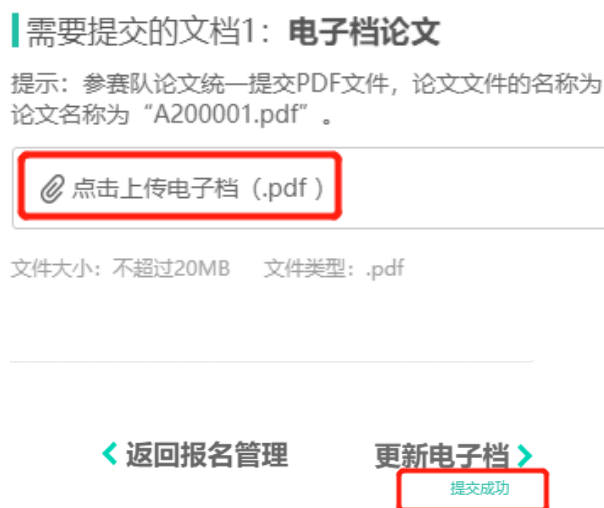 需要提交的文档1：电子档论文
提示：参赛队论文统一提交PDF文件，论文文件的名称为
论文名称为“A200001.pdf”。
点击上传电子档（.pdf ）
文件大小：不超过20MB 文件类型：.pdf
返回报名管理 更新电子档
提交成功